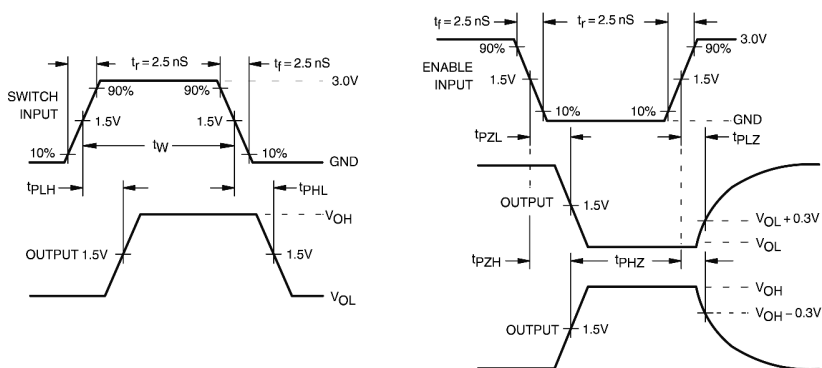 tr = 2.5 nS
tf = 2.5 nS
3.0V
90%
90%
SWITCH
INPUT
1.5V
1.5V
tW
10%
10%
GND
tPLH
tPHL
VOH
OUTPUT 1.5V
1.5V
VOL
tf = 2.5 nS
tr = 2.5 nS
3.0V
90%
90%
ENABLE
INPUT
1.5V
1.5V
10%
10%
GND
tPZL
tPLZ
OUTPUT
1.5V
VOL + 0.3V
VOL
tPZH
tPHZ
VOH
VOH – 0.3V
OUTPUT
1.5V